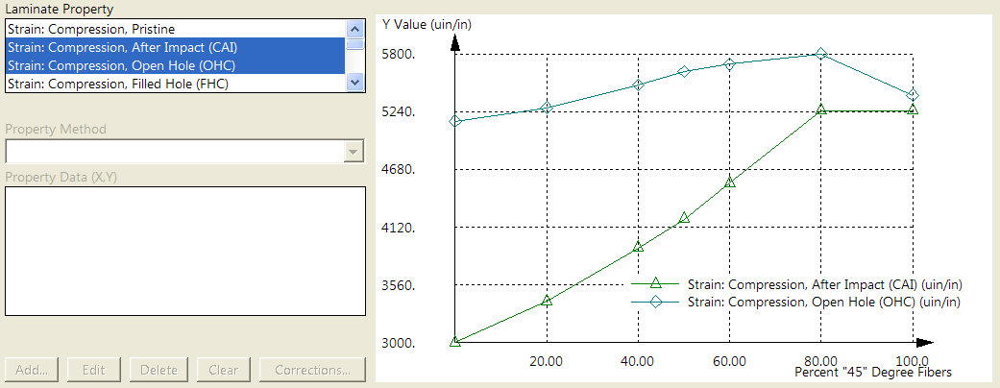 Laminate Property
Strain: Compression, Pristine
Strain: Compression, After Impact (CAI)
Strain: Compression, Open Hole (OHC)
Strain: Compression, Filled Hole (FHC)
Property Method
Property Data (X,Y)
Add...
Edit
Delete
Clear
Corrections...
Y Value (uin/in)
5800.
5240.
4680.
4120.
3560.
3000.
Strain: Compression, After Impact (CAI) (uin/in)
Strain: Compression, Open Hole (OHC) (uin/in)
20.00
40.00
50.00
60.00
80.00
100.0
Percent "45" Degree Fibers